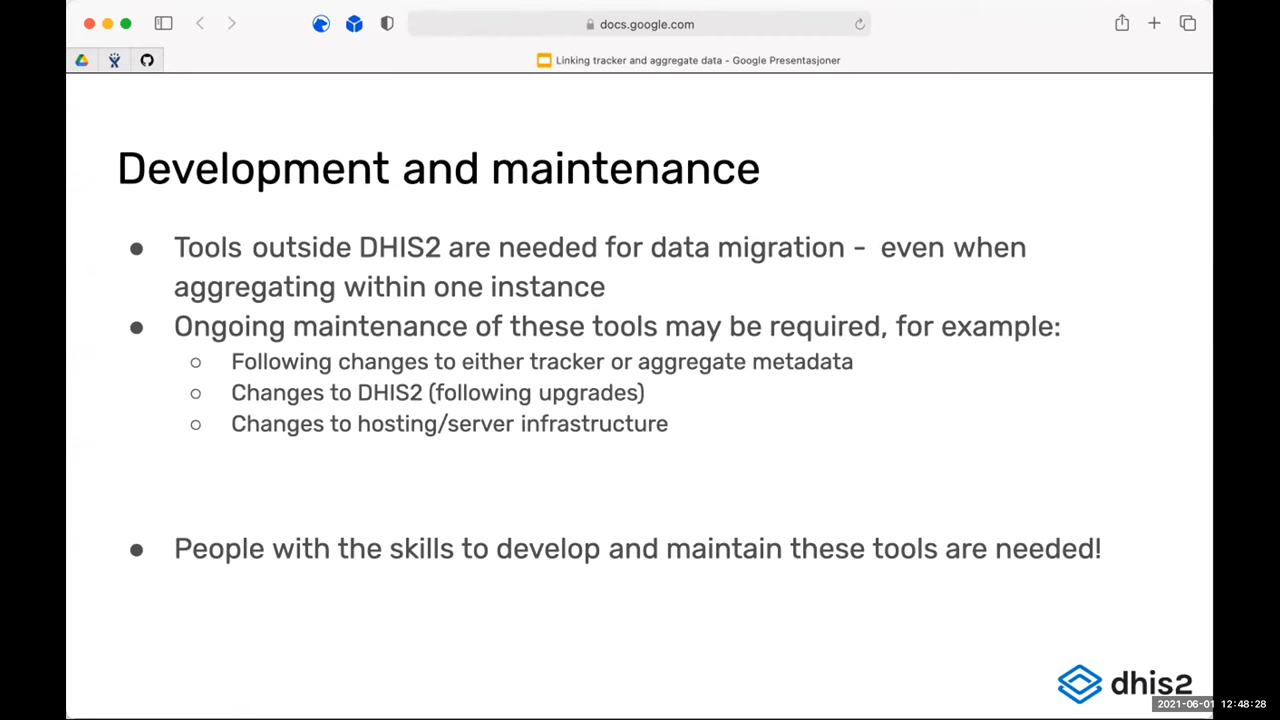 docs.google.com
Linking tracker and aggregate data - Google Presentasjoner
Development and maintenance
● Tools outside DHIS2 are needed for data migration - even when
aggregating within one instance
● Ongoing maintenance of these tools may be required, for example:
○ Following changes to either tracker or aggregate metadata
○ Changes to DHIS2 (following upgrades)
○ Changes to hosting/server infrastructure
● People with the skills to develop and maintain these tools are needed!
dhis2
2021-06-01 12:48:28